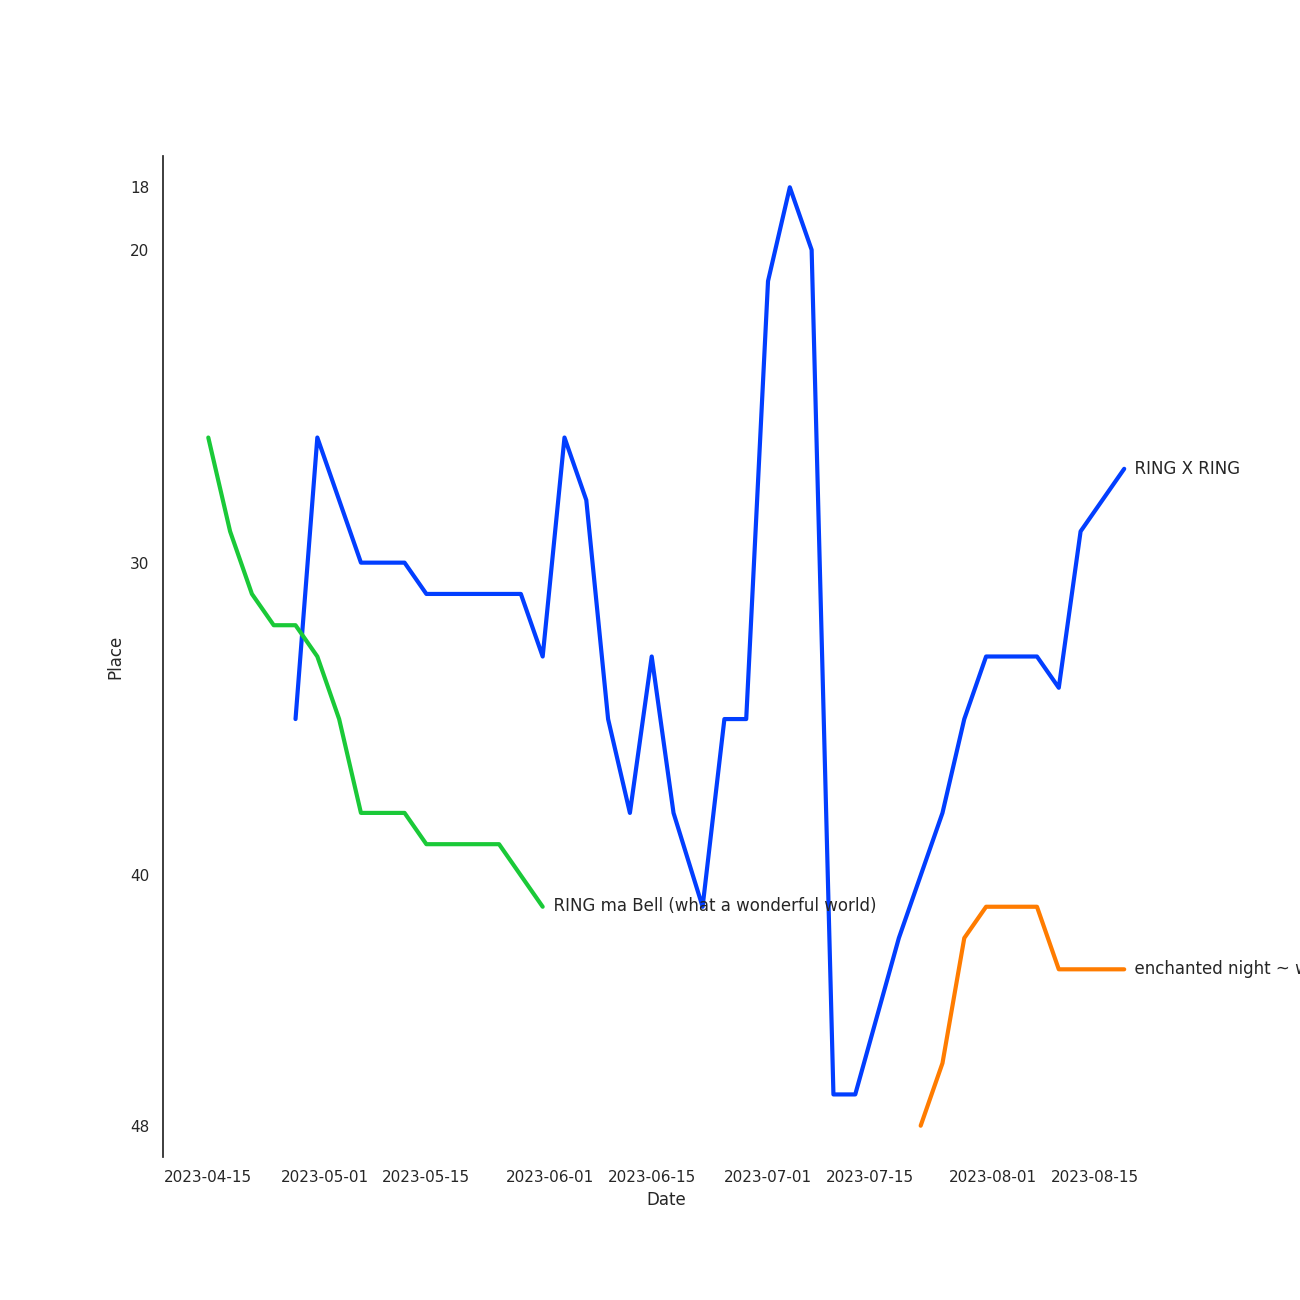 18
20
30
40
48
Place
RING X RING
RING ma Bell (what a wonderful world)
enchanted night ~
2023-04-15 2023-05-01 2023-05-15 2023-06-01 2023-06-15 2023-07-01 2023-07-15 2023-08-01 2023-08-15
Date